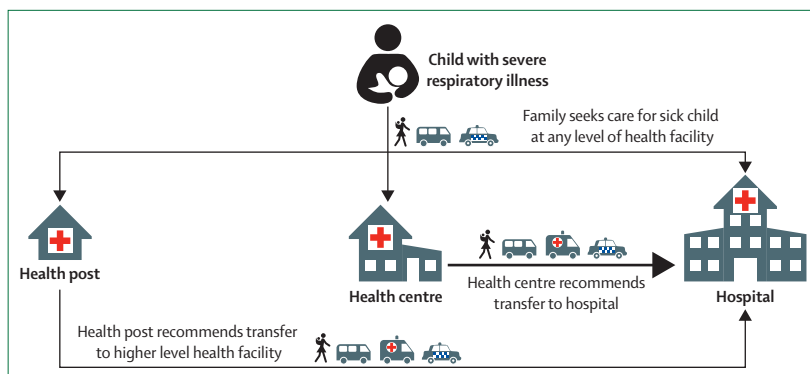 Child with severe
respiratory illness
Family seeks care for sick child
at any level of health facility
Health post
Health centre
Health centre recommends
transfer to hospital
Hospital
Health post recommends transfer
to higher level health facility